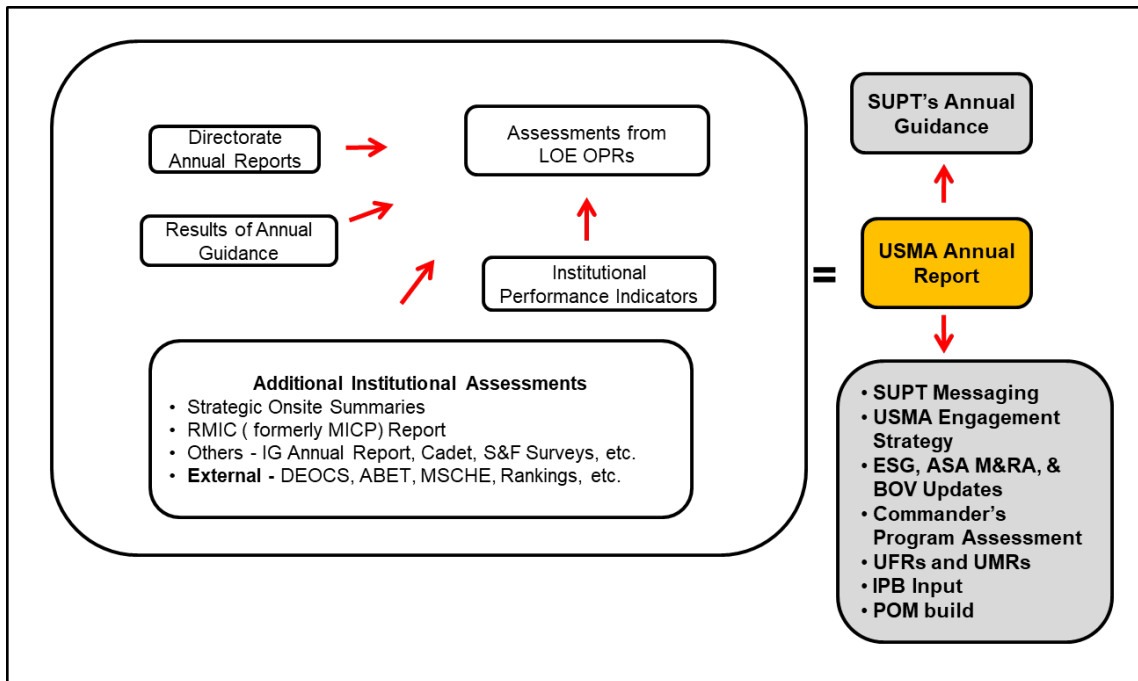 Directorate
Annual Reports
Assessments from
LOE OPRs
Results of Annual
Guidance
Institutional
Performance Indicators
Additional Institutional Assessments
• Strategic Onsite Summaries
• RMIC ( formerly MICP) Report
• Others - IG Annual Report, Cadet, S&F Surveys, etc.
• External - DEOCS, ABET, MSCHE, Rankings, etc.
=
SUPT's Annual
Guidance
USMA Annual
Report
• SUPT Messaging
• USMA Engagement
Strategy
• ESG, ASA M&RA, &
BOV Updates
• Commander's
Program Assessment
• UFRs and UMRs
• IPB Input
• POM build